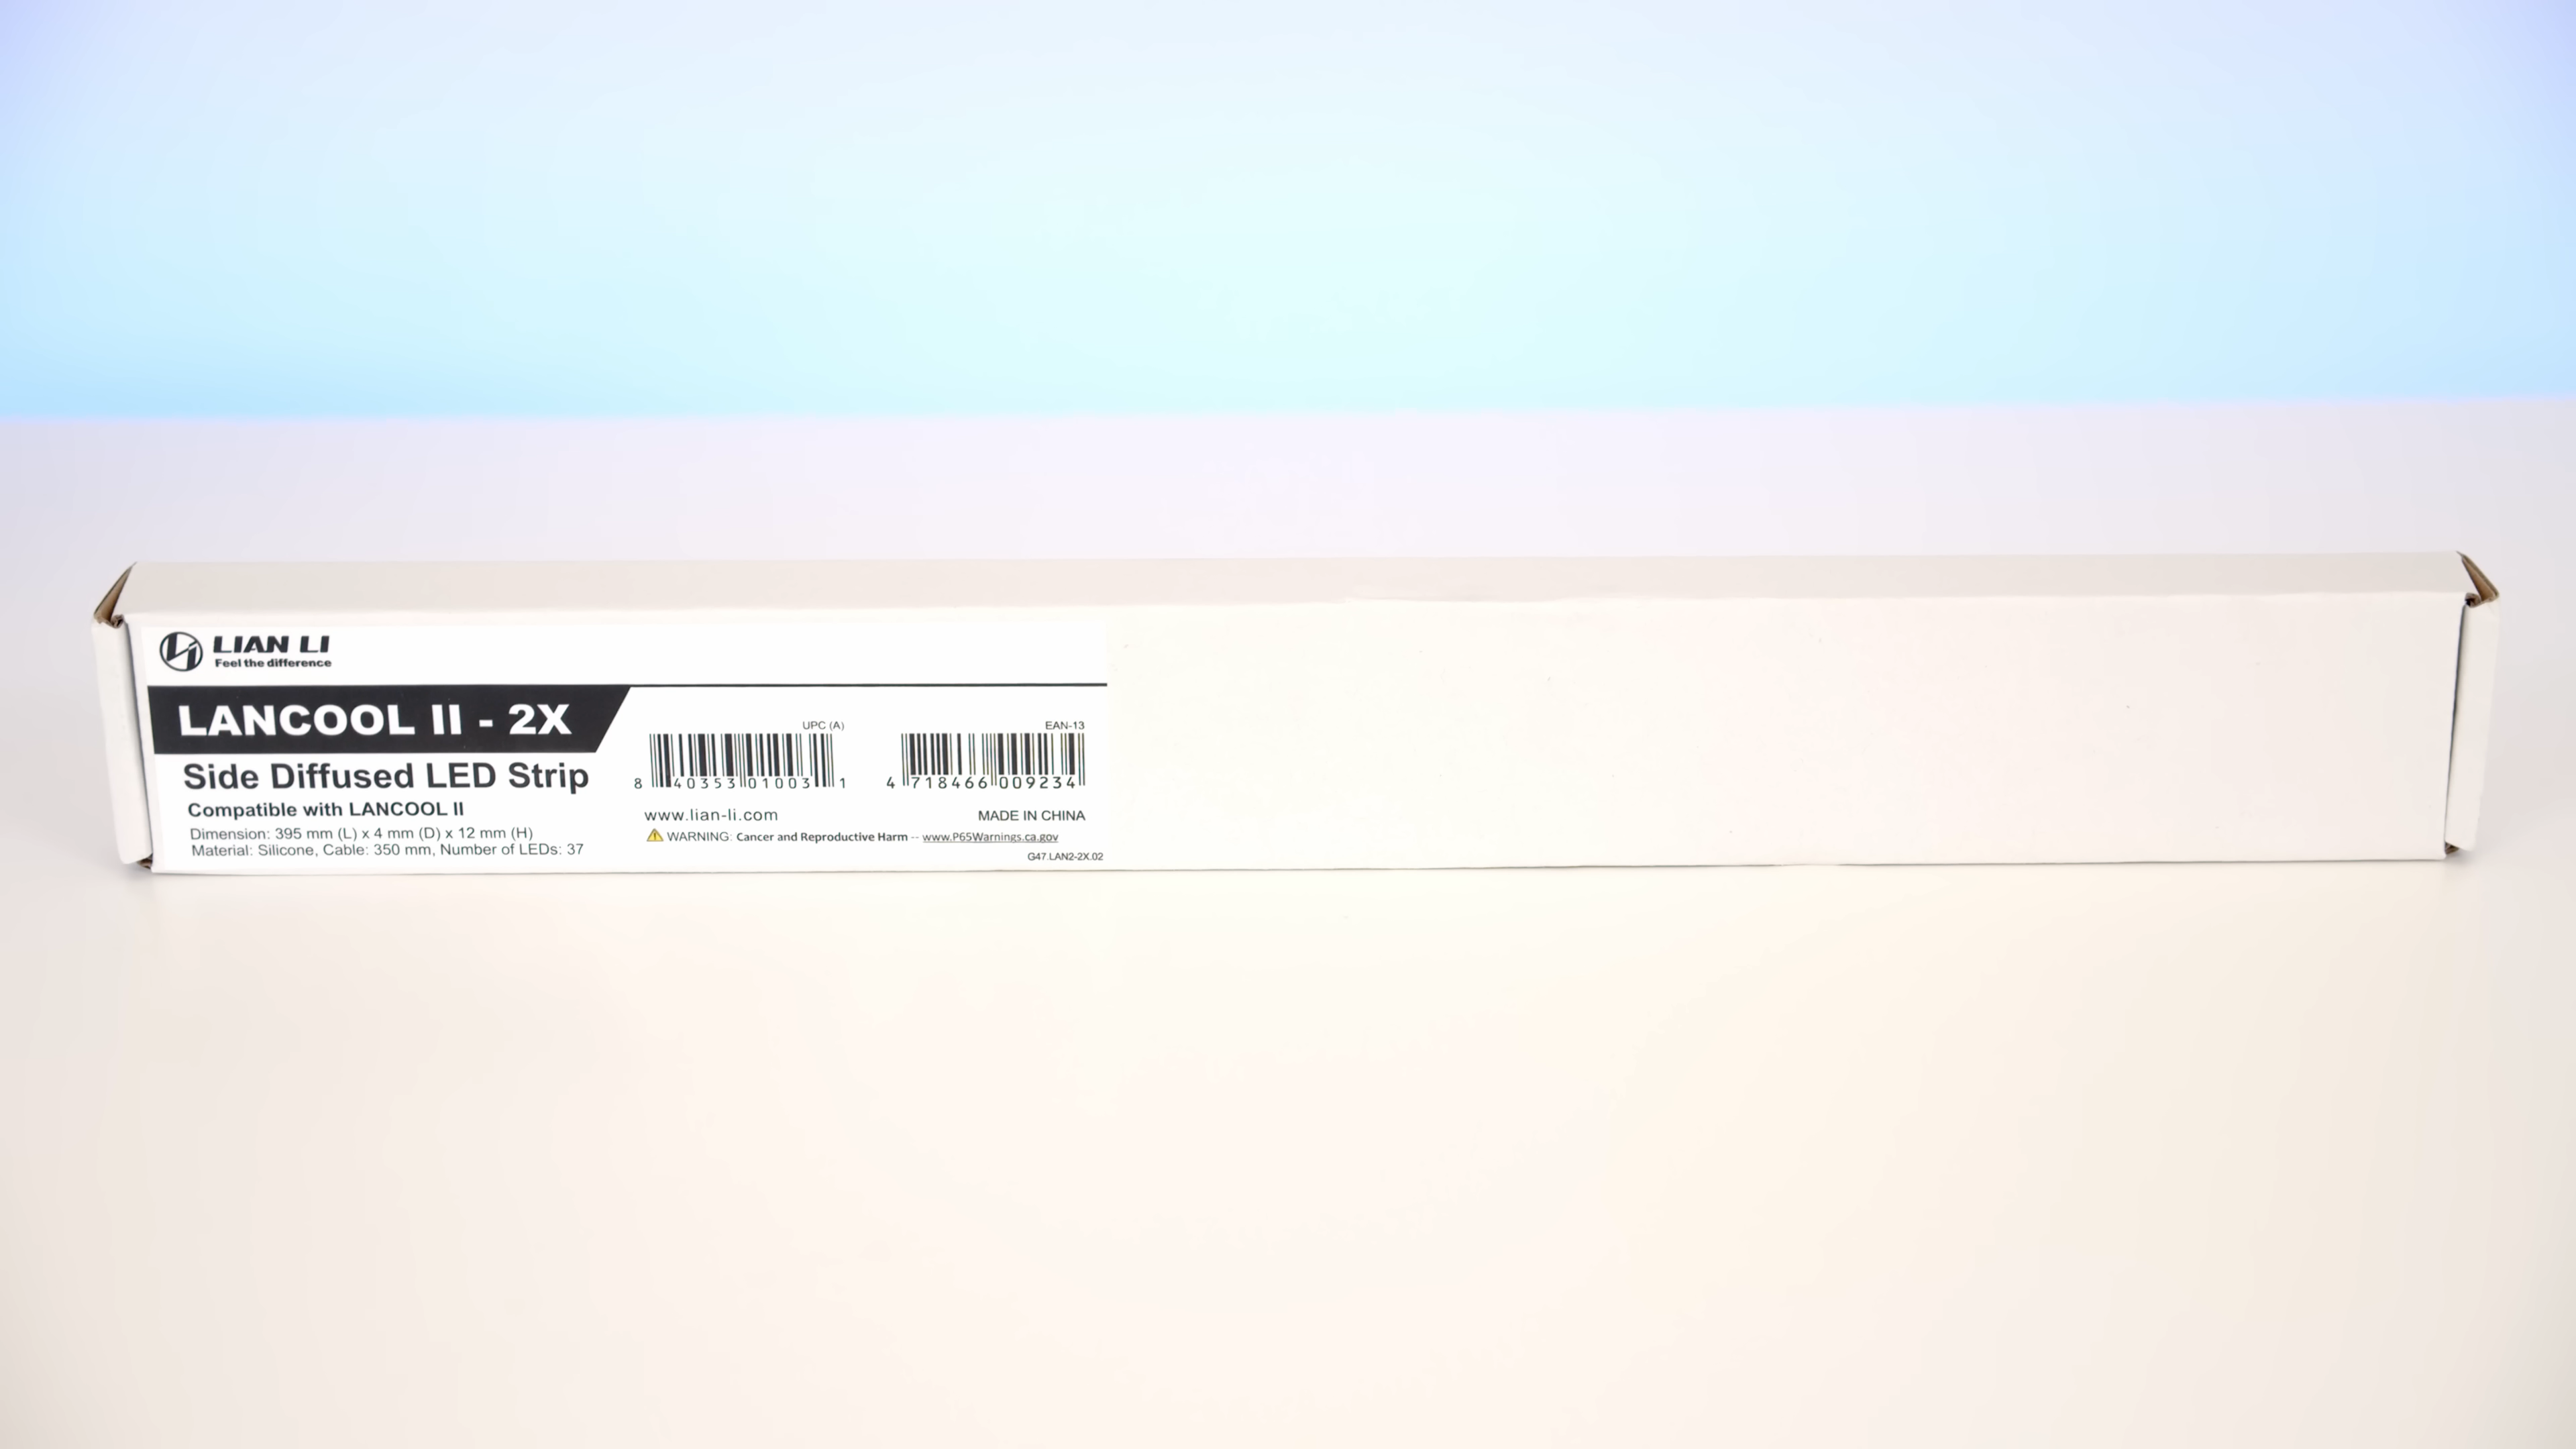 LIAN LI
Feel the difference
LANCOOL II - 2X
Side Diffused LED Strip
Compatible with LANCOOL II
Dimension: 395 mm (L) x 4 mm (D) x 12 mm (H)
Material: Silicone, Cable: 350 mm, Number of LEDs: 37
UPC (A)
8 40353 01003 1
EAN-13
4 718466 009234
www.lian-li.com
MADE IN CHINA
WARNING: Cancer and Reproductive Harm -- www.P65Warnings.ca.gov
G47.LAN2-2X.02